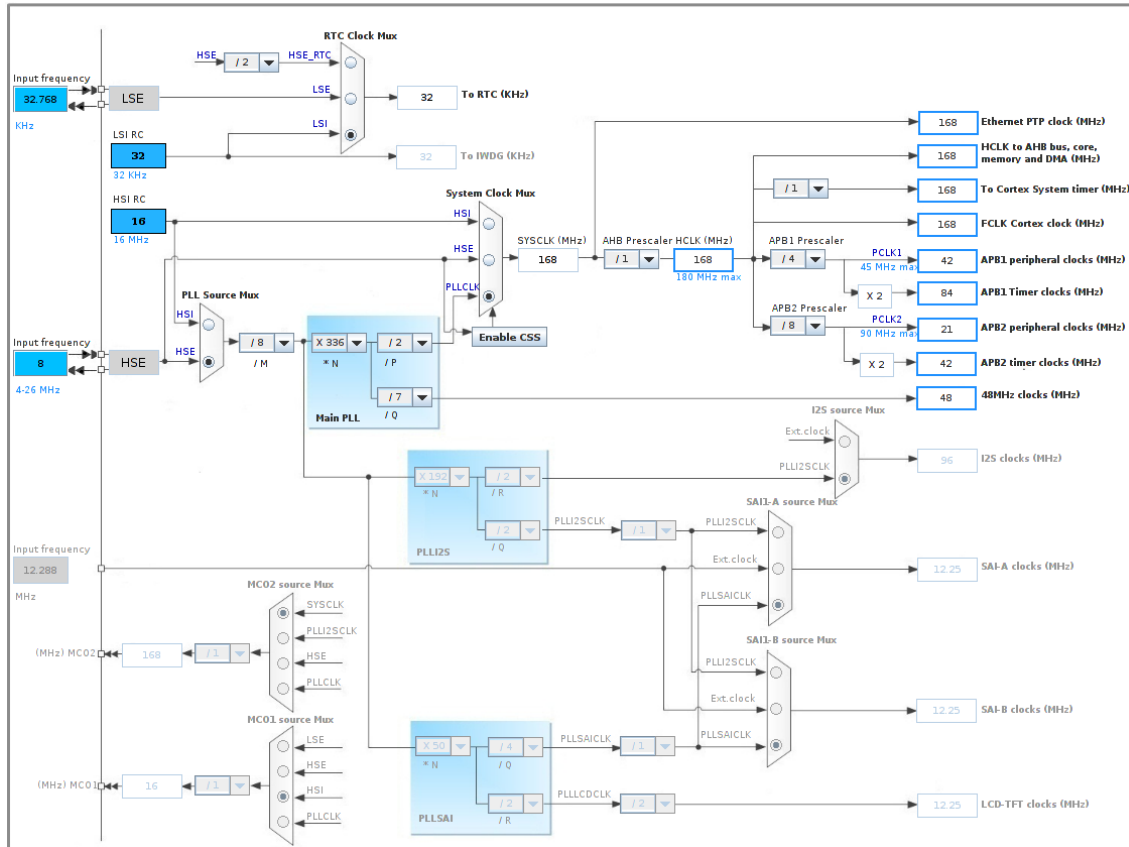 RTC Clock Mux
HSE
/ 2
HSE_RTC
Input frequency
32.768
KHz
LSE
LSE
32
To RTC (KHz)
LSI
LSI RC
32
32 KHz
32
To IWDG (KHz)
168
Ethernet PTP clock (MHz)
168
HCLK to AHB bus, core,
memory and DMA (MHz)
/ 1
168
To Cortex System timer (MHz)
168
FCLK Cortex clock (MHz)
HSI RC
16
16 MHz
System Clock Mux
HSI
HSE
PLLCLK
SYSCLK (MHz)
168
AHB Prescaler
/ 1
HCLK (MHz)
168
180 MHz max
APB1 Prescaler
/ 4
PCLK1
45 MHz max
42
APB1 peripheral clocks (MHz)
X 2
84
APB1 Timer clocks (MHz)
APB2 Prescaler
/ 8
PCLK2
90 MHz max
21
APB2 peripheral clocks (MHz)
X 2
42
APB2 timer clocks (MHz)
Enable CSS
PLL Source Mux
HSI
HSE
Input frequency
8
4-26 MHz
HSE
/ 8
/ M
X 336
* N
/ 2
/ P
/ 7
/ Q
Main PLL
48
48MHz clocks (MHz)
I2S source Mux
Ext.clock
PLLI2SCLK
96
I2S clocks (MHz)
X 192
* N
/ 2
/ R
/ 2
/ Q
PLLI2S
PLLI2SCLK
/ 1
SAI1-A source Mux
PLLI2SCLK
Ext.clock
PLLSAICLK
12.25
SAI-A clocks (MHz)
Input frequency
12.288
MHz
MCO2 source Mux
SYSCLK
PLLI2SCLK
HSE
PLLCLK
(MHz) MCO2
168
/ 1
SAI1-B source Mux
PLLI2SCLK
Ext.clock
PLLSAICLK
12.25
SAI-B clocks (MHz)
MCO1 source Mux
LSE
HSE
HSI
PLLCLK
(MHz) MCO1
16
/ 1
X 50
* N
/ 4
/ Q
/ 2
/ R
PLLSAI
PLLSAICLK
/ 1
PLLLCDCLK
/ 2
12.25
LCD-TFT clocks (MHz)